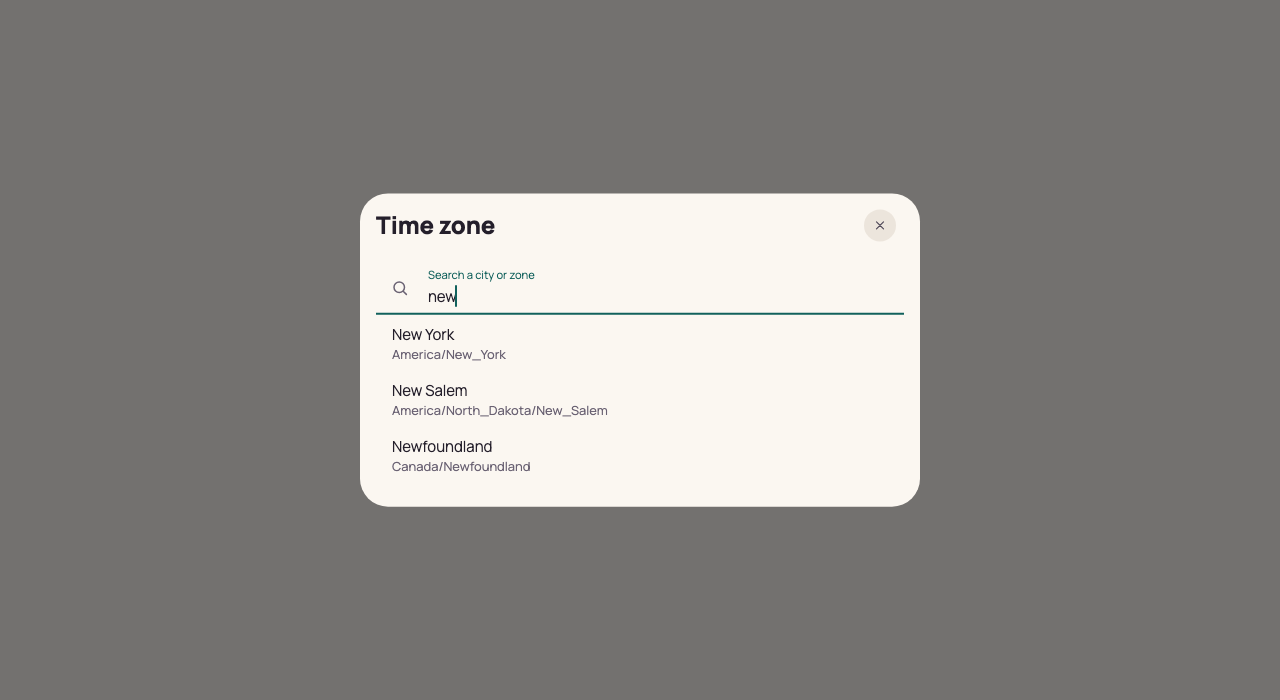 Time zone
Search a city or zone
new
New York
America/New_York
New Salem
America/North_Dakota/New_Salem
Newfoundland
Canada/Newfoundland